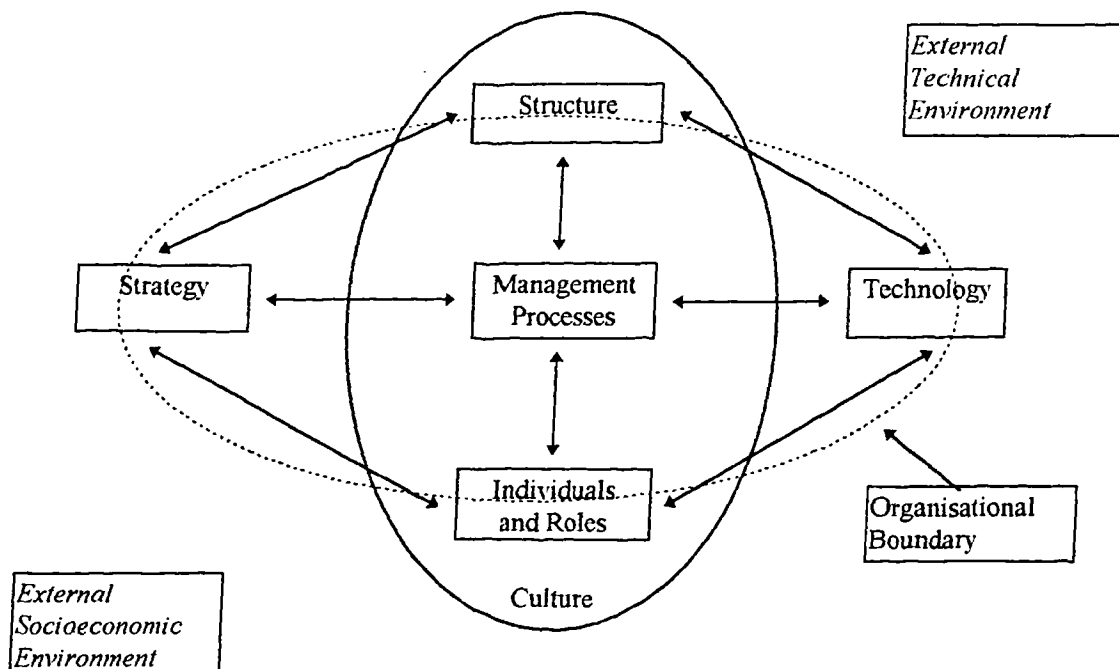 External
Technical
Environment
Structure
Strategy
Management
Processes
Technology
Individuals
and Roles
Organisational
Boundary
Culture
External
Socioeconomic
Environment